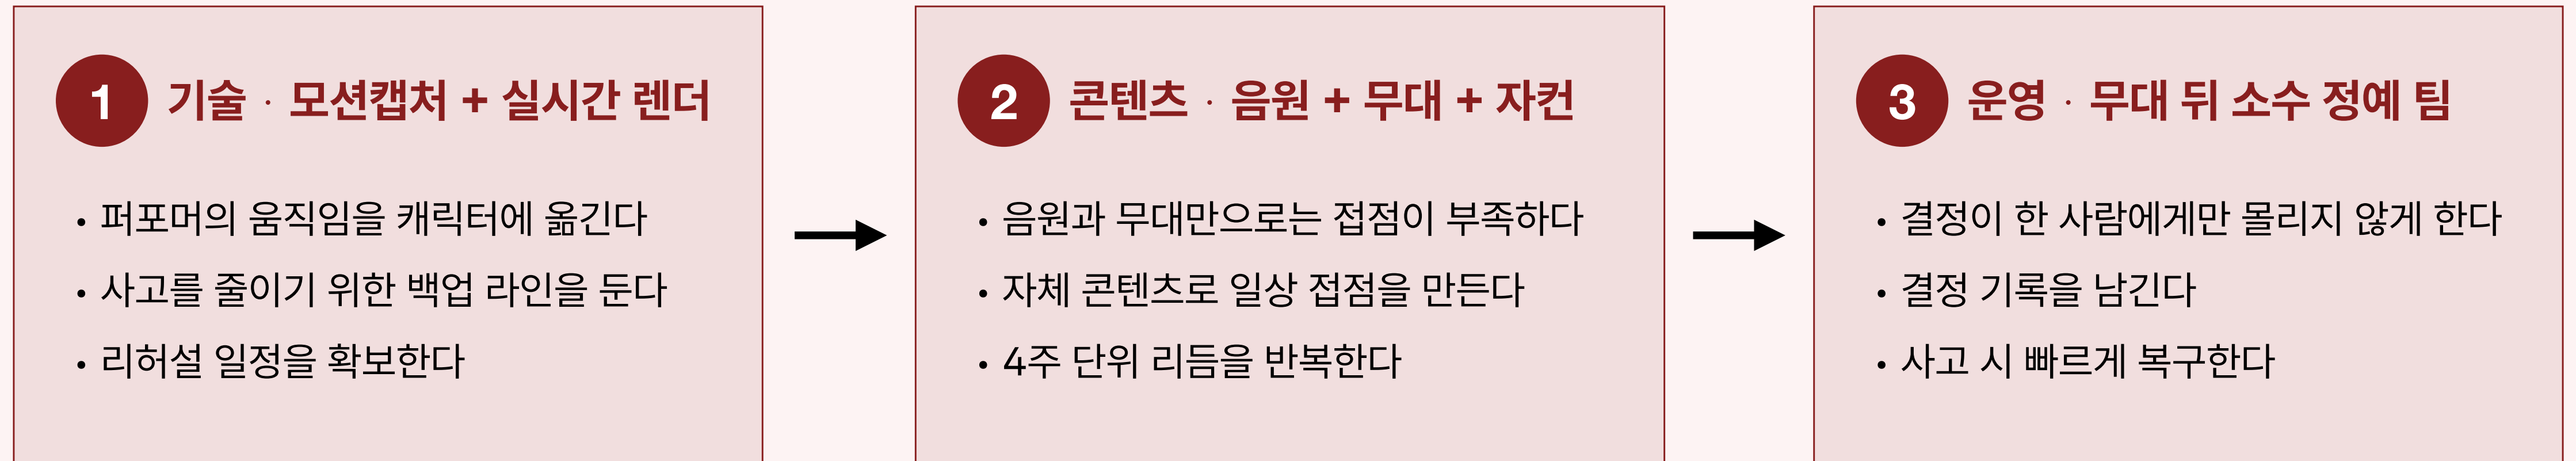 1 기술 · 모션캡처 + 실시간 렌더
• 퍼포머의 움직임을 캐릭터에 옮긴다
• 사고를 줄이기 위한 백업 라인을 둔다
• 리허설 일정을 확보한다
2 콘텐츠 · 음원 + 무대 + 자컨
• 음원과 무대만으로는 접점이 부족하다
• 자체 콘텐츠로 일상 접점을 만든다
• 4주 단위 리듬을 반복한다
3 운영 · 무대 뒤 소수 정예 팀
• 결정이 한 사람에게만 몰리지 않게 한다
• 결정 기록을 남긴다
• 사고 시 빠르게 복구한다